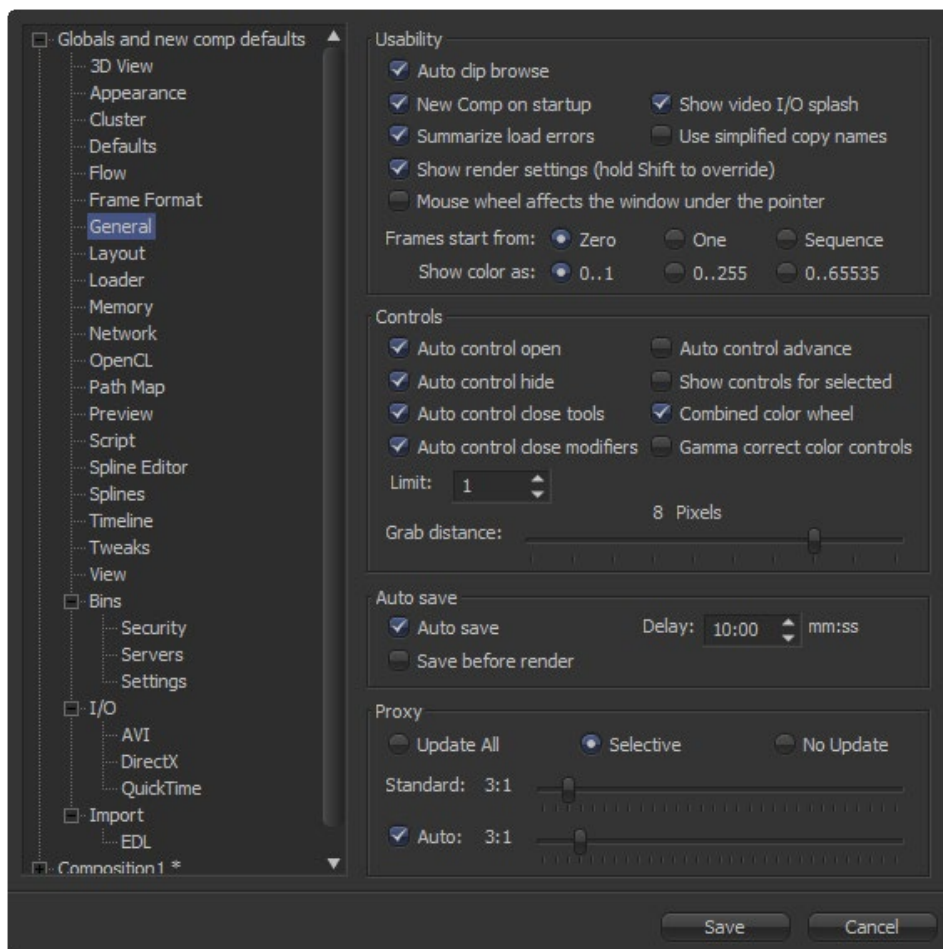 Globals and new comp defaults
3D View
Appearance
Cluster
Defaults
Flow
Frame Format
General
Layout
Loader
Memory
Network
OpenCL
Path Map
Preview
Script
Spline Editor
Splines
Timeline
Tweaks
View
Bins
Security
Servers
Settings
I/O
AVI
DirectX
QuickTime
Import
EDL
Composition1 *
Usability
Auto clip browse
New Comp on startup Show video I/O splash
Summarize load errors Use simplified copy names
Show render settings (hold Shift to override)
Mouse wheel affects the window under the pointer
Frames start from: Zero One Sequence
Show color as: 0..1 0..255 0..65535
Controls
Auto control open Auto control advance
Auto control hide Show controls for selected
Auto control close tools Combined color wheel
Auto control close modifiers Gamma correct color controls
Limit: 1
8 Pixels
Grab distance:
Auto save
Auto save Delay: 10:00 mm:ss
Save before render
Proxy
Update All Selective No Update
Standard: 3:1
Auto: 3:1
Save Cancel